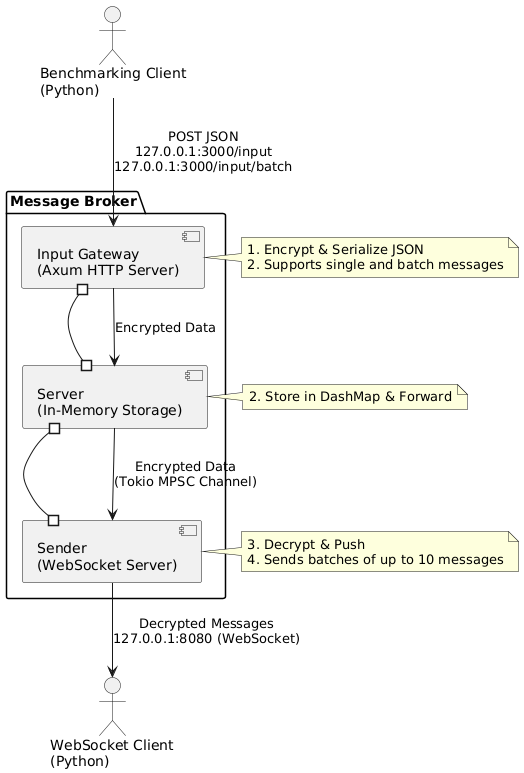 Benchmarking Client
(Python)
POST JSON
127.0.0.1:3000/input
127.0.0.1:3000/input/batch
Message Broker
Input Gateway
(Axum HTTP Server)
1. Encrypt & Serialize JSON
2. Supports single and batch messages
Encrypted Data
Server
(In-Memory Storage)
2. Store in DashMap & Forward
Encrypted Data
(Tokio MPSC Channel)
Sender
(WebSocket Server)
3. Decrypt & Push
4. Sends batches of up to 10 messages
Decrypted Messages
127.0.0.1:8080 (WebSocket)
WebSocket Client
(Python)